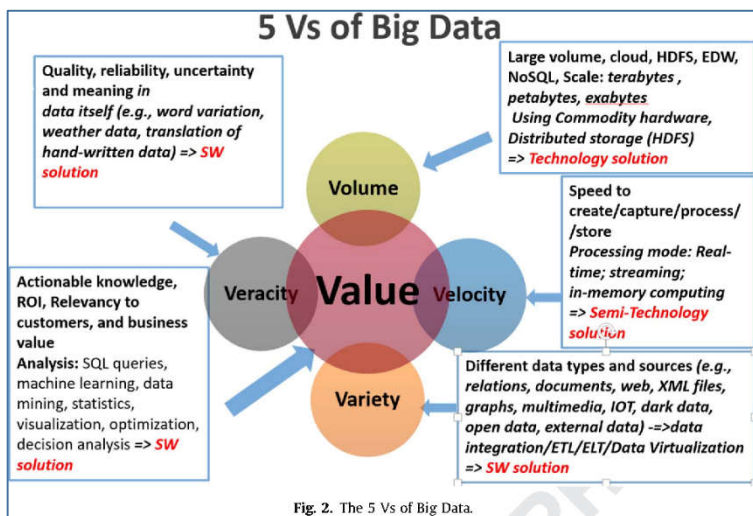 5 Vs of Big Data
Quality, reliability, uncertainty
and meaning in
data itself (e.g., word variation,
weather data, translation of
hand-written data) => SW
solution
Large volume, cloud, HDFS, EDW,
NoSQL, Scale: terabytes ,
petabytes, exabytes
Using Commodity hardware,
Distributed storage (HDFS)
=> Technology solution
Volume
Speed to
create/capture/process/
/store
Processing mode: Real-
time; streaming;
in-memory computing
=> Semi-Technology
solution
Veracity
Value
Velocity
Actionable knowledge,
ROI, Relevancy to
customers, and business
value
Analysis: SQL queries,
machine learning, data
mining, statistics,
visualization, optimization,
decision analysis => SW
solution
Variety
Different data types and sources (e.g.,
relations, documents, web, XML files,
graphs, multimedia, IOT, dark data,
open data, external data) -=>data
integration/ETL/ELT/Data Virtualization
=> SW solution
Fig. 2. The 5 Vs of Big Data.